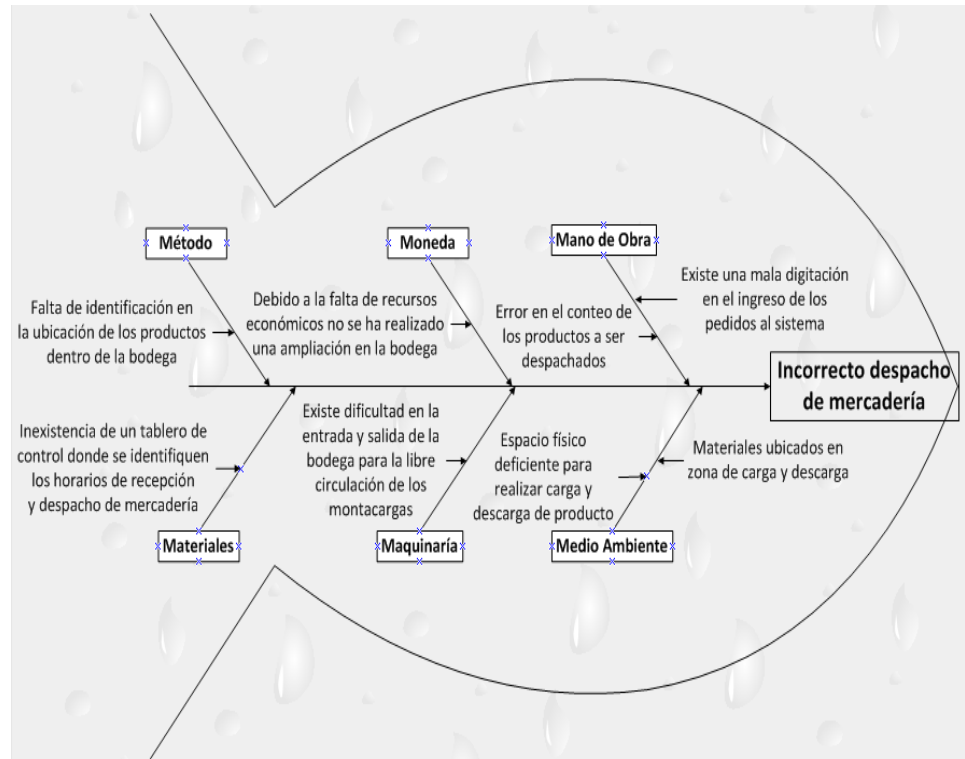 Método
Moneda
Mano de Obra
Falta de identificación en
la ubicación de los productos
dentro de la bodega
Debido a la falta de recursos
económicos no se ha realizado
una ampliación en la bodega
Error en el conteo de
los productos a ser
despachados
Existe una mala digitación
en el ingreso de los
pedidos al sistema
Incorrecto despacho
de mercadería
Inexistencia de un tablero de
control donde se identifiquen
los horarios de recepción
y despacho de mercadería
Existe dificultad en la
entrada y salida de la
bodega para la libre
circulación de los
montacargas
Espacio físico
deficiente para
realizar carga y
descarga de producto
Materiales ubicados en
zona de carga y descarga
Materiales
Maquinaría
Medio Ambiente